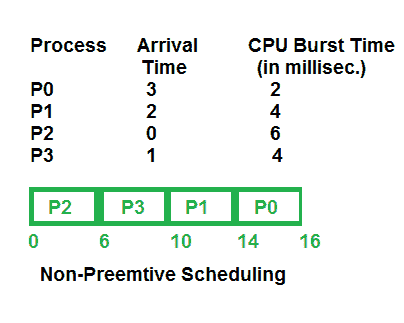 Process Arrival Time CPU Burst Time (in millisec.)
P0 3 2
P1 2 4
P2 0 6
P3 1 4
P2 P3 P1 P0
0 6 10 14 16
Non-Preemtive Scheduling